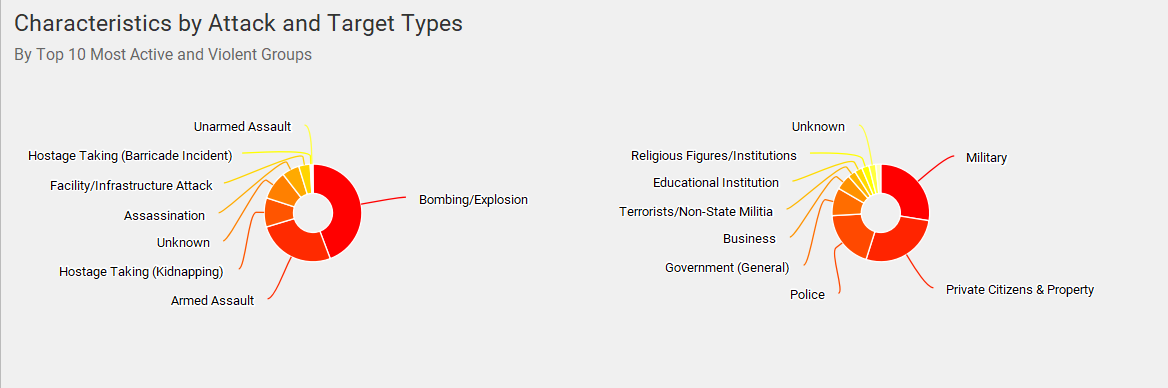 Characteristics by Attack and Target Types
By Top 10 Most Active and Violent Groups
Unarmed Assault
Hostage Taking (Barricade Incident)
Facility/Infrastructure Attack
Assassination
Unknown
Hostage Taking (Kidnapping)
Armed Assault
Bombing/Explosion
Unknown
Religious Figures/Institutions
Educational Institution
Terrorists/Non-State Militia
Business
Government (General)
Police
Military
Private Citizens & Property